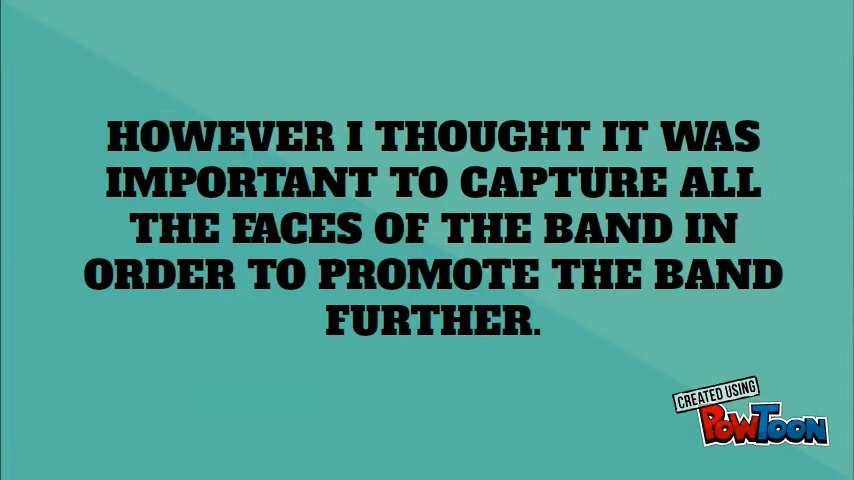 HOWEVER I THOUGHT IT WAS
IMPORTANT TO CAPTURE ALL
THE FACES OF THE BAND IN
ORDER TO PROMOTE THE BAND
FURTHER.
CREATED USING
POWTOON